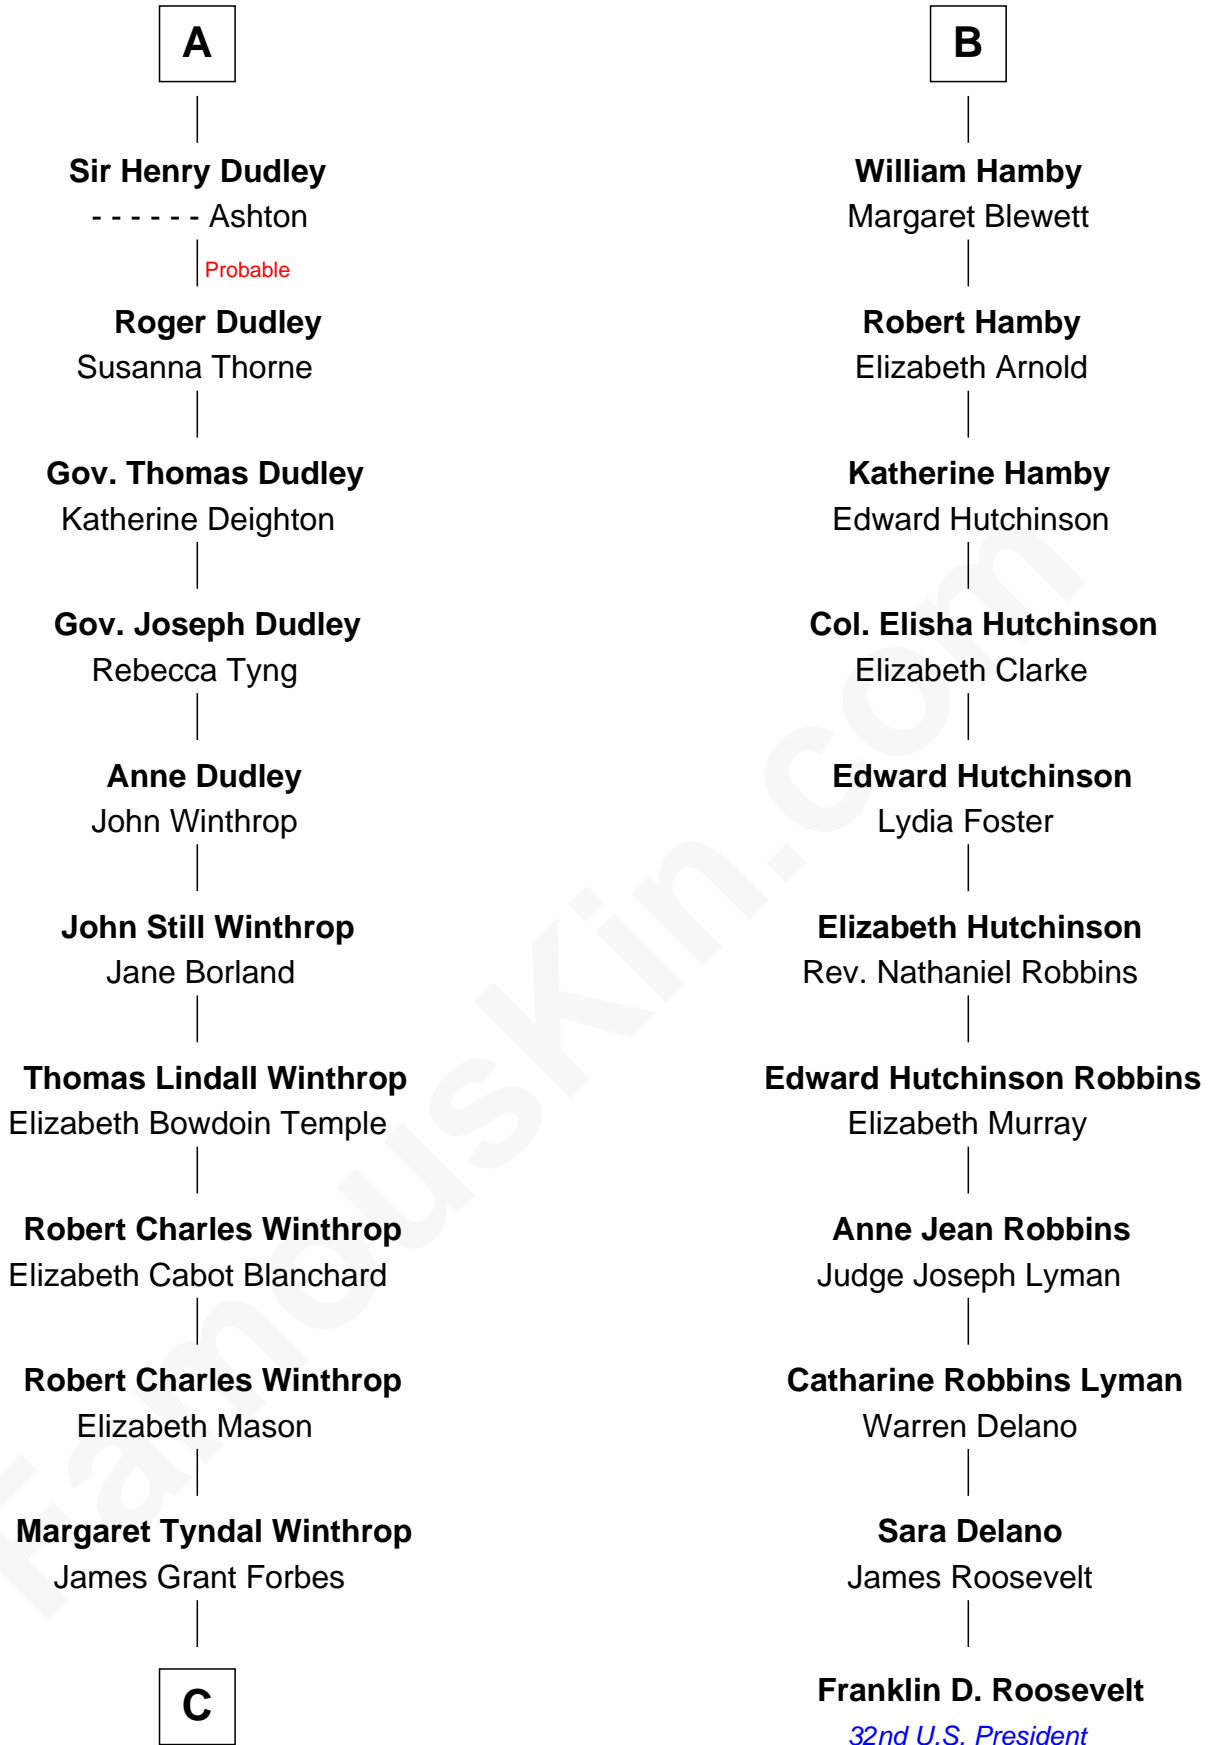 A
Sir Henry Dudley
- - - - - - Ashton
Probable
Roger Dudley
Susanna Thorne
Gov. Thomas Dudley
Katherine Deighton
Gov. Joseph Dudley
Rebecca Tyng
Anne Dudley
John Winthrop
John Still Winthrop
Jane Borland
Thomas Lindall Winthrop
Elizabeth Bowdoin Temple
Robert Charles Winthrop
Elizabeth Cabot Blanchard
Robert Charles Winthrop
Elizabeth Mason
Margaret Tyndal Winthrop
James Grant Forbes
C
B
William Hamby
Margaret Blewett
Robert Hamby
Elizabeth Arnold
Katherine Hamby
Edward Hutchinson
Col. Elisha Hutchinson
Elizabeth Clarke
Edward Hutchinson
Lydia Foster
Elizabeth Hutchinson
Rev. Nathaniel Robbins
Edward Hutchinson Robbins
Elizabeth Murray
Anne Jean Robbins
Judge Joseph Lyman
Catharine Robbins Lyman
Warren Delano
Sara Delano
James Roosevelt
Franklin D. Roosevelt
32nd U.S. President
FamousKin.com